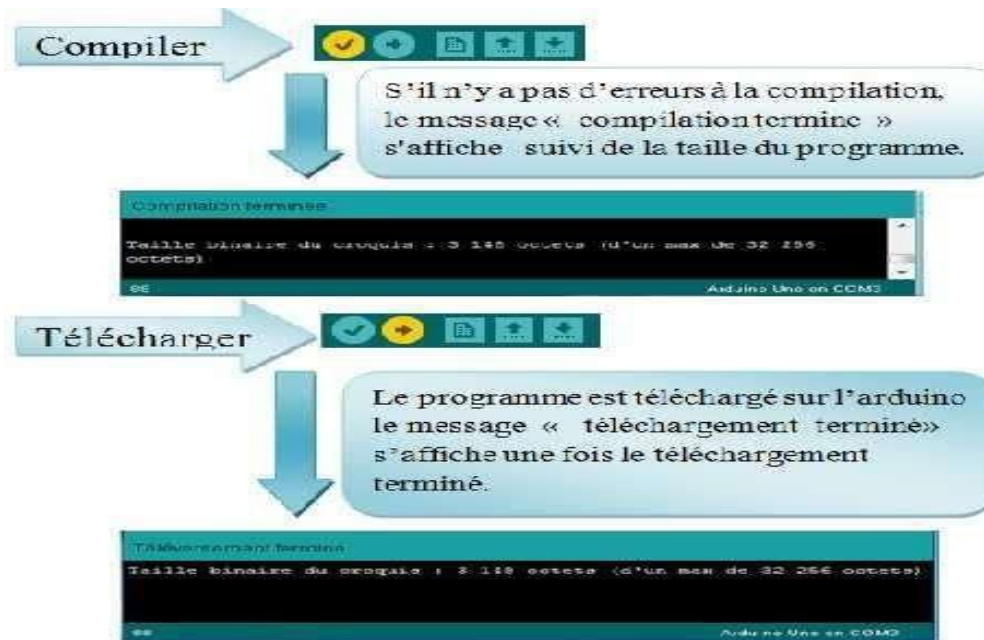 Compiler
S'il n'y a pas d'erreurs à la compilation,
le message « compilation termine »
s'affiche suivi de la taille du programme.
Compilation terminée
Taille binaire du croquis : 3 148 octets (d'un max de 32 256
octets)
Arduino Uno on COM3
Télécharger
Le programme est téléchargé sur l'arduino
le message « téléchargement terminé»
s'affiche une fois le téléchargement
terminé.
Téléversement terminé
Taille binaire du croquis : 3 148 octets (d'un max de 32 256 octets)
Arduino Uno on COM3